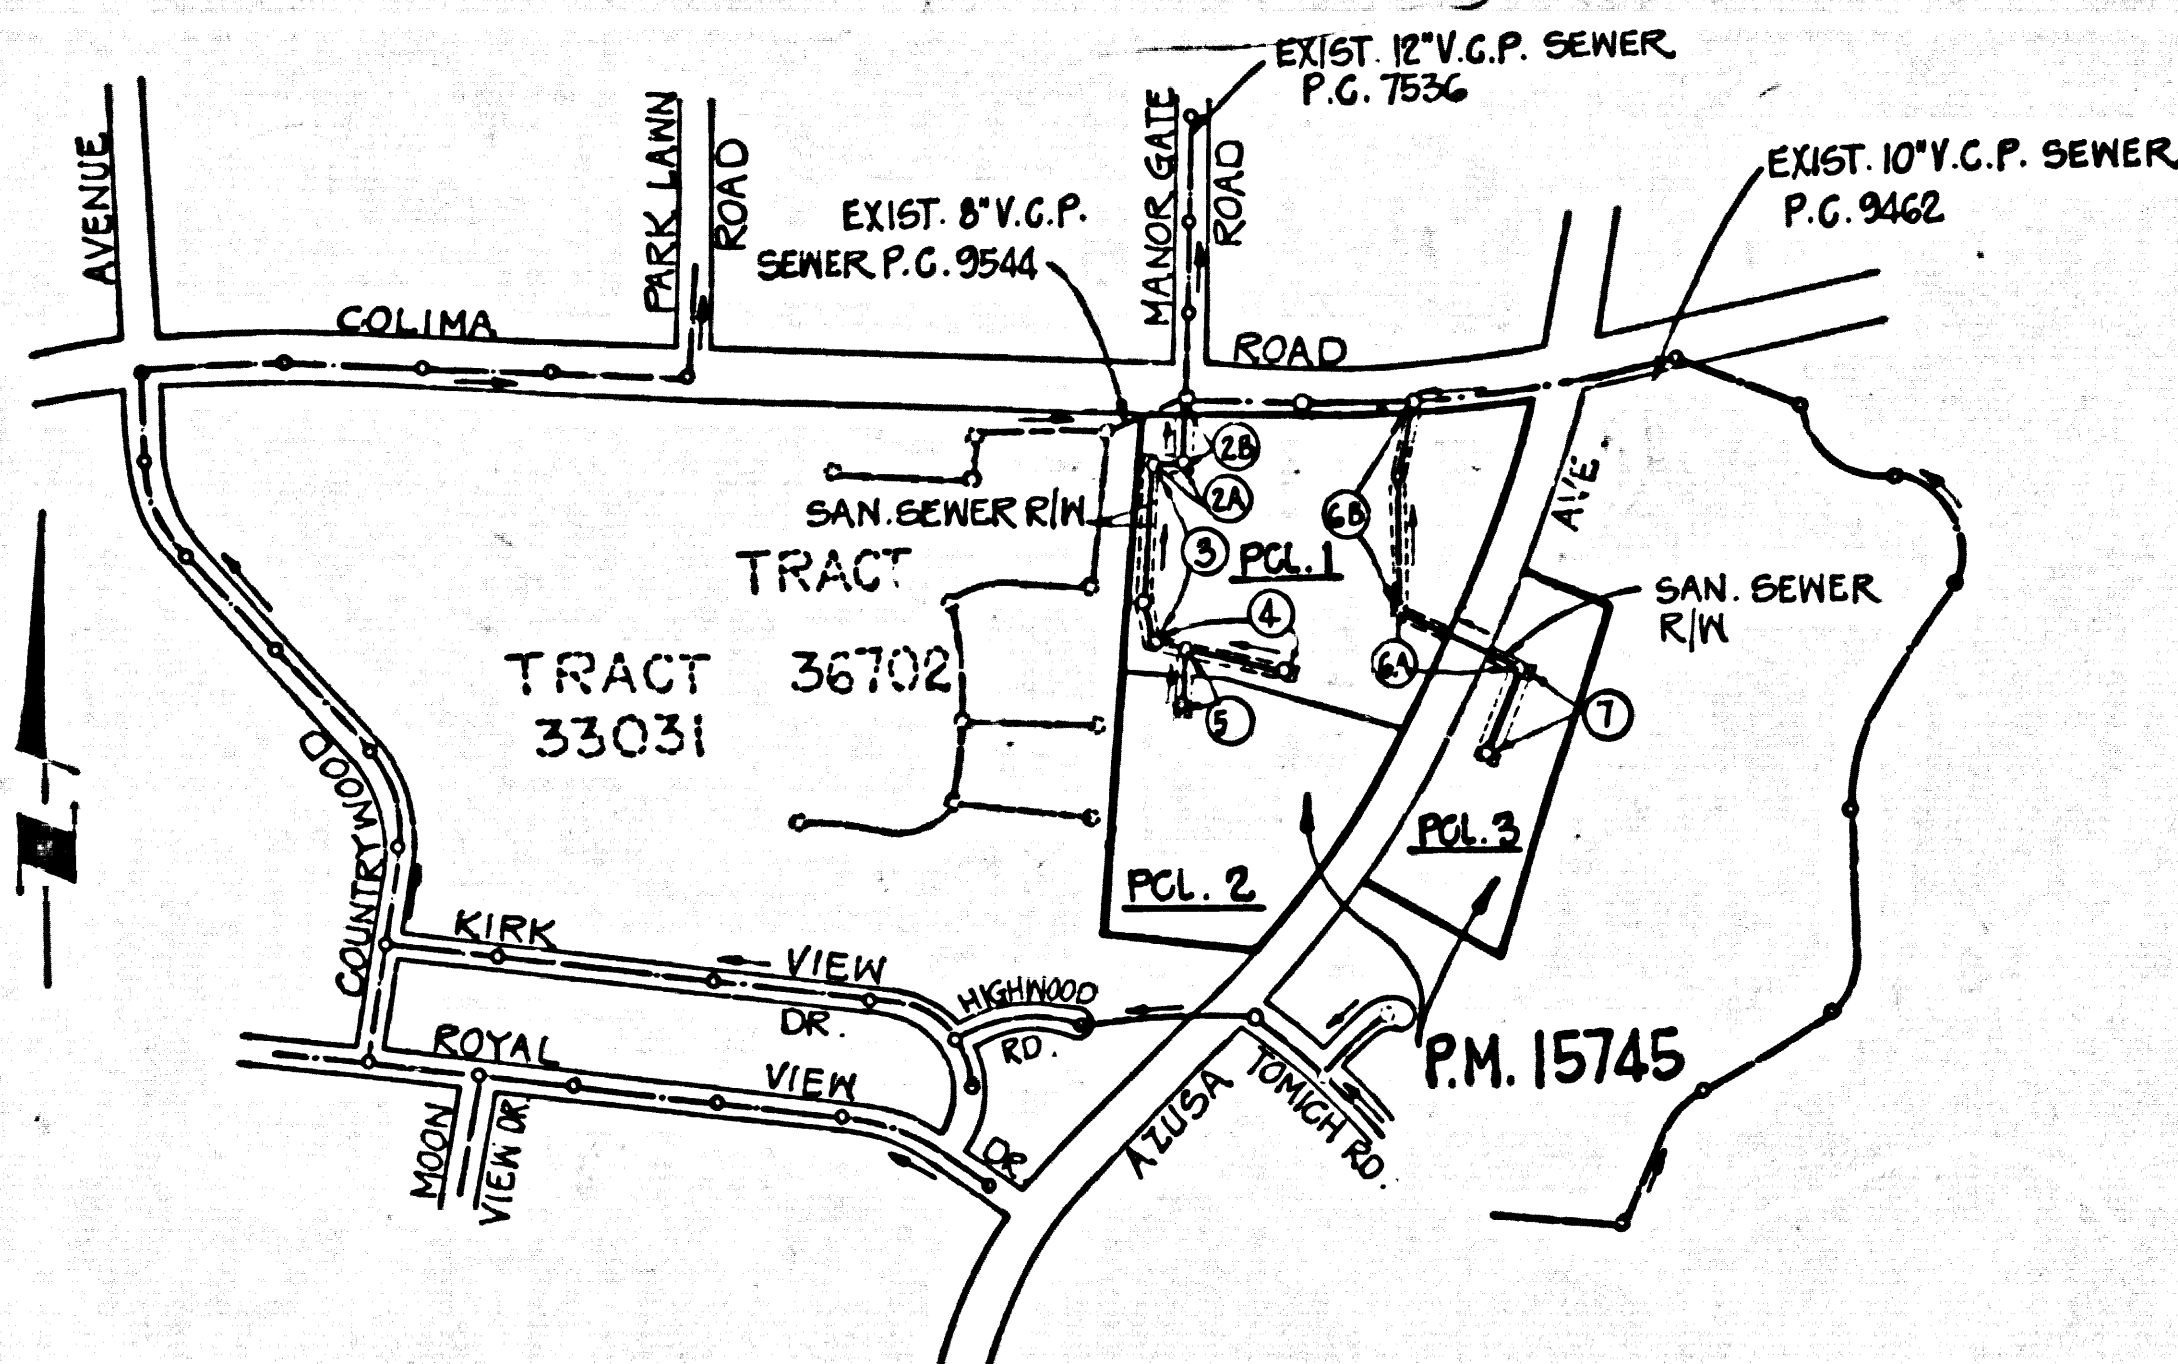 EXIST. 12" V.C.P. SEWER
P.C. 7536
EXIST. 10" V.C.P. SEWER
P.C. 9462
EXIST. 8" V.C.P.
SEWER P.C. 9544
AVENUE
PARK LAWN
ROAD
MANOR GATE
ROAD
COLIMA
ROAD
2B
2A
SAN. SEWER R/W
6B
AVE.
3
PCL. 1
TRACT
SAN. SEWER
R/W
4
TRACT
36702
6A
33031
5
7
COUNTRYWOOD
PCL. 3
PCL. 2
KIRK
VIEW
DR.
HIGHWOOD
RD.
ROYAL
VIEW
DR.
P.M. 15745
MOON
VIEW DR.
AZUSA
TOMICH RD.
N